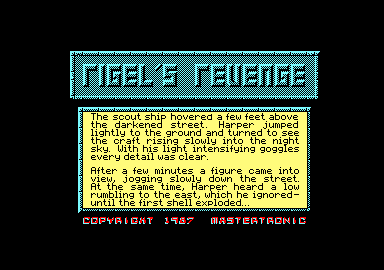 RIGEL'S REVENGE
The scout ship hovered a few feet above
the darkened street. Harper jumped
lightly to the ground and turned to see
the craft rising slowly into the night
sky. With his light intensifying goggles
every detail was clear.
After a few minutes a figure came into
view, jogging slowly down the street.
At the same time, Harper heard a low
rumbling to the east, which he ignored-
until the first shell exploded...
COPYRIGHT 1987 MASTERTRONIC